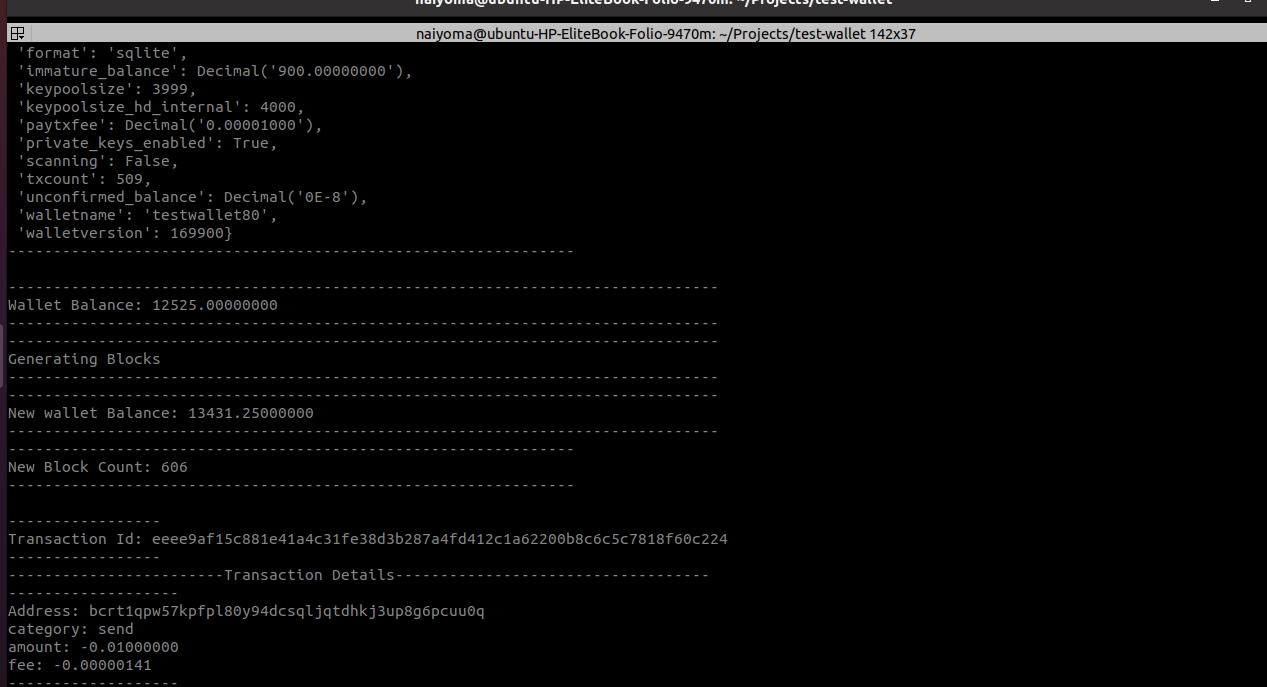 naiyoma@ubuntu-HP-EliteBook-Folio-9470m: ~/Projects/test-wallet
naiyoma@ubuntu-HP-EliteBook-Folio-9470m: ~/Projects/test-wallet 142x37
'format': 'sqlite',
'immature_balance': Decimal('900.00000000'),
'keypoolsize': 3999,
'keypoolsize_hd_internal': 4000,
'paytxfee': Decimal('0.00001000'),
'private_keys_enabled': True,
'scanning': False,
'txcount': 509,
'unconfirmed_balance': Decimal('0E-8'),
'walletname': 'testwallet80',
'walletversion': 169900}
---------------------------------------------------------------
-------------------------------------------------------------------------------
Wallet Balance: 12525.00000000
-------------------------------------------------------------------------------
-------------------------------------------------------------------------------
Generating Blocks
-------------------------------------------------------------------------------
-------------------------------------------------------------------------------
New wallet Balance: 13431.25000000
-------------------------------------------------------------------------------
---------------------------------------------------------------
New Block Count: 606
---------------------------------------------------------------
-----------------
Transaction Id: eeee9af15c881e41a4c31fe38d3b287a4fd412c1a62200b8c6c5c7818f60c224
-----------------
------------------------Transaction Details-----------------------------------
-------------------
Address: bcrt1qpw57kpfpl80y94dcsqljqtdhkj3up8g6pcuu0q
category: send
amount: -0.01000000
fee: -0.00000141
-------------------